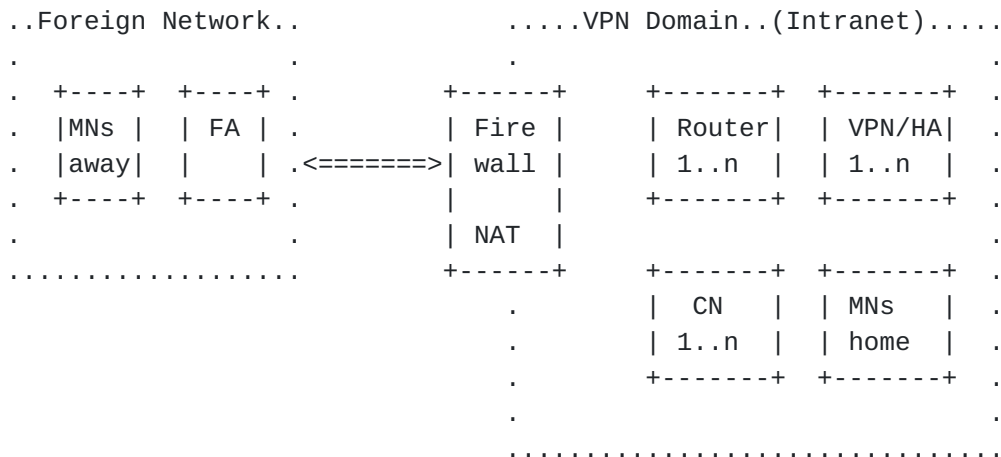 ..Foreign Network..             .....VPN Domain..(Intranet).....
.                 .             .                              .
.  +----+  +----+ .         +------+     +-------+  +-------+  .
.  |MNs |  | FA | .         | Fire |     | Router|  | VPN/HA|  .
.  |away|  |    | .<=======>| wall |     | 1..n  |  | 1..n  |  .
.  +----+  +----+ .         |      |     +-------+  +-------+  .
.                 .         | NAT  |                           .
...................         +------+     +-------+  +-------+  .
                                .        |  CN   |  | MNs   |  .
                                .        | 1..n  |  | home  |  .
                                .        +-------+  +-------+  .
                                .                              .
                                ................................